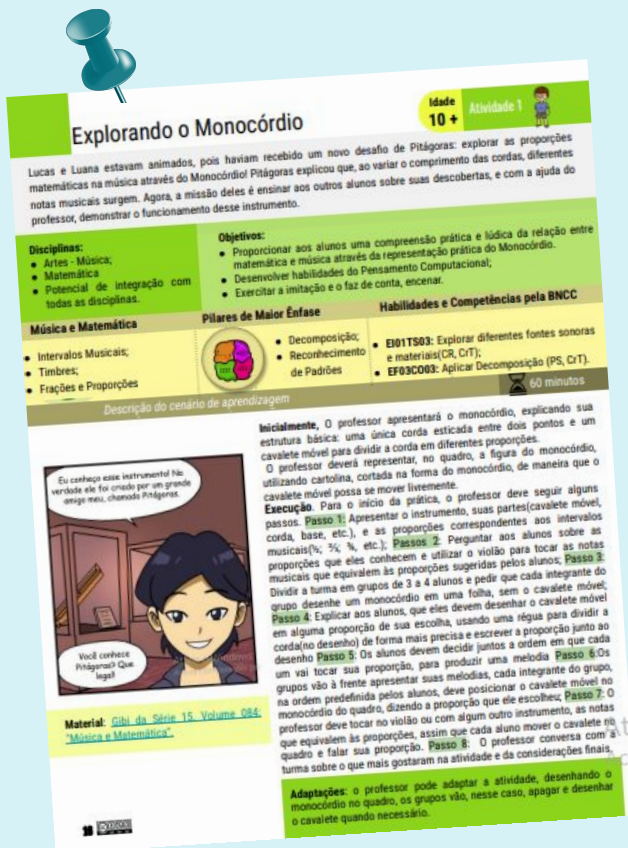 Explorando o Monocórdio
Idade
10 +
Atividade 1
Lucas e Luana estavam animados, pois haviam recebido um novo desafio de Pitágoras: explorar as proporções
matemáticas na música através do Monocórdio! Pitágoras explicou que, ao variar o comprimento das cordas, diferentes
notas musicais surgem. Agora, a missão deles é ensinar aos outros alunos sobre suas descobertas, e com a ajuda do
professor, demonstrar o funcionamento desse instrumento.
Disciplinas:
Artes - Música;
Matemática
Potencial de integração com
todas as disciplinas.
Objetivos:
Proporcionar aos alunos uma compreensão prática e lúdica da relação entre
matemática e música através da representação prática do Monocórdio.
Desenvolver habilidades do Pensamento Computacional;
Exercitar a imitação e o faz de conta, encenar.
Música e Matemática
Intervalos Musicais;
Timbres;
Frações e Proporções
Pilares de Maior Ênfase
Decomposição;
Reconhecimento
de Padrões
Habilidades e Competências pela BNCC
EI01TS03: Explorar diferentes fontes sonoras
e materiais(CR, CrT);
EF03CO03: Aplicar Decomposição (PS, CrT).
Descrição do cenário de aprendizagem
60 minutos
Eu conheço esse instrumento! Na
verdade ele foi criado por um grande
amigo meu, chamado Pitágoras.
Você conhece
Pitágoras? Que
legal!
Material: Gibi da Série 15, Volume 084:
"Música e Matemática".
Inicialmente, O professor apresentará o monocórdio, explicando sua
estrutura básica: uma única corda esticada entre dois pontos e um
cavalete móvel para dividir a corda em diferentes proporções.
O professor deverá representar, no quadro, a figura do monocórdio,
utilizando cartolina, cortada na forma do monocórdio, de maneira que o
cavalete móvel possa se mover livremente.
Execução. Para o início da prática, o professor deve seguir alguns
passos. Passo 1: Apresentar o instrumento, suas partes(cavalete móvel,
corda, base, etc.), e as proporções correspondentes aos intervalos
musicais(½; ⅔; ¾, etc.); Passos 2: Perguntar aos alunos sobre as
proporções que eles conhecem e utilizar o violão para tocar as notas
musicais que equivalem às proporções sugeridas pelos alunos; Passo 3:
Dividir a turma em grupos de 3 a 4 alunos e pedir que cada integrante do
grupo desenhe um monocórdio em uma folha, sem o cavalete móvel;
Passo 4: Explicar aos alunos, que eles devem desenhar o cavalete móvel
em alguma proporção de sua escolha, usando uma régua para dividir a
corda(no desenho) de forma mais precisa e escrever a proporção junto ao
desenho Passo 5: Os alunos devem decidir juntos a ordem em que cada
um vai tocar sua proporção, para produzir uma melodia Passo 6:Os
grupos vão à frente apresentar suas melodias, cada integrante do grupo,
na ordem predefinida pelos alunos, deve posicionar o cavalete móvel no
monocórdio do quadro, dizendo a proporção que ele escolheu; Passo 7: O
professor deve tocar no violão ou com algum outro instrumento, as notas
que equivalem às proporções, assim que cada aluno mover o cavalete no
quadro e falar sua proporção. Passo 8: O professor conversa com a
turma sobre o que mais gostaram na atividade e da considerações finais.
Adaptações: o professor pode adaptar a atividade, desenhando o
monocórdio no quadro, os grupos vão, nesse caso, apagar e desenhar
o cavalete quando necessário.